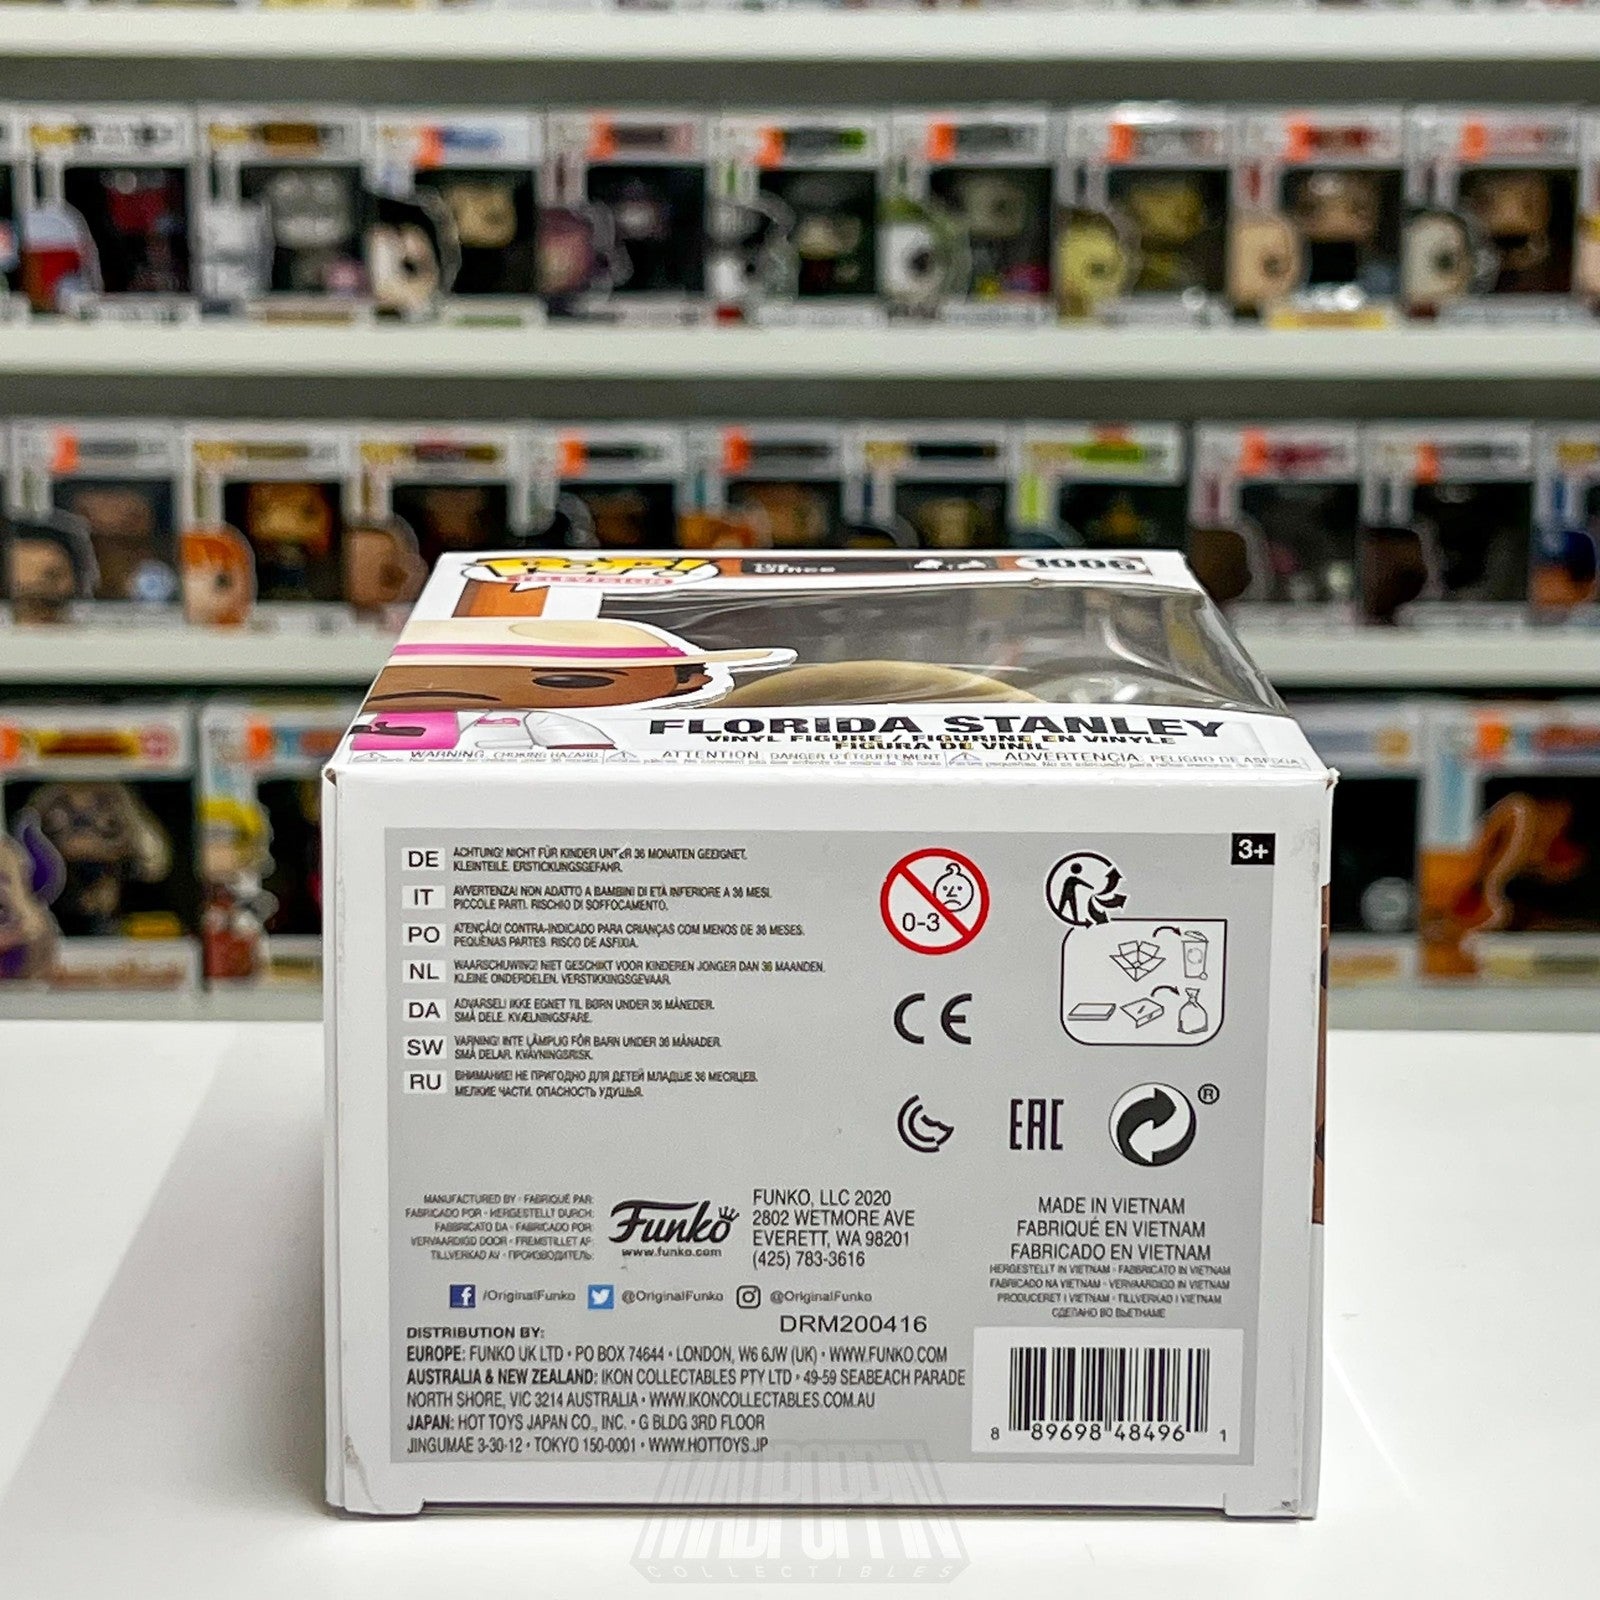 POP!
TELEVISION
THE
OFFICE
1006
FLORIDA STANLEY
VINYL FIGURE / FIGURINE EN VINYLE
FIGURA DE VINIL
WARNING: CHOKING HAZARD
ATTENTION: DANGER D'ÉTOUFFEMENT
ADVERTENCIA: PELIGRO DE ASFIXIA
3+
DE ACHTUNG! NICHT FÜR KINDER UNTER 36 MONATEN GEEIGNET.
KLEINTEILE. ERSTICKUNGSGEFAHR.
IT AVVERTENZA! NON ADATTO A BAMBINI DI ETÀ INFERIORE A 36 MESI.
PICCOLE PARTI. RISCHIO DI SOFFOCAMENTO.
PO ATENÇÃO! CONTRA-INDICADO PARA CRIANÇAS COM MENOS DE 36 MESES.
PEQUENAS PARTES. RISCO DE ASFIXIA.
NL WAARSCHUWING! NIET GESCHIKT VOOR KINDEREN JONGER DAN 36 MAANDEN.
KLEINE ONDERDELEN. VERSTIKKINGSGEVAAR.
DA ADVARSEL! IKKE EGNET TIL BØRN UNDER 36 MÅNEDER.
SMÅ DELE. KVÆLNINGSFARE.
SW VARNING! INTE LÄMPLIG FÖR BARN UNDER 36 MÅNADER.
SMÅ DELAR. KVÄVNINGSRISK.
RU ВНИМАНИЕ! НЕ ПРИГОДНО ДЛЯ ДЕТЕЙ МЛАДШЕ 36 МЕСЯЦЕВ.
МЕЛКИЕ ЧАСТИ. ОПАСНОСТЬ УДУШЬЯ.
0-3
CE
EAC
®
MANUFACTURED BY • FABRIQUÉ PAR:
FABRICADO POR • HERGESTELLT DURCH:
FABBRICATO DA • FABRICADO POR:
VERVAARDIGD DOOR • FREMSTILLET AF:
TILLVERKAD AV • ПРОИЗВОДИТЕЛЬ:
Funko
www.funko.com
FUNKO, LLC 2020
2802 WETMORE AVE
EVERETT, WA 98201
(425) 783-3616
MADE IN VIETNAM
FABRIQUÉ EN VIETNAM
FABRICADO EN VIETNAM
HERGESTELLT IN VIETNAM • FABBRICATO IN VIETNAM
FABRICADO NA VIETNAM • VERVAARDIGD IN VIETNAM
PRODUCERET I VIETNAM • TILLVERKAD I VIETNAM
СДЕЛАНО ВО ВЬЕТНАМЕ
/OriginalFunko @OriginalFunko @OriginalFunko
DRM200416
DISTRIBUTION BY:
EUROPE: FUNKO UK LTD • PO BOX 74644 • LONDON, W6 6JW (UK) • WWW.FUNKO.COM
AUSTRALIA & NEW ZEALAND: IKON COLLECTABLES PTY LTD • 49-59 SEABEACH PARADE
NORTH SHORE, VIC 3214 AUSTRALIA • WWW.IKONCOLLECTABLES.COM.AU
JAPAN: HOT TOYS JAPAN CO., INC. • G BLDG 3RD FLOOR
JINGUMAE 3-30-12 • TOKYO 150-0001 • WWW.HOTTOYS.JP
8 89698 48496 1
MADPOPPIN
COLLECTIBLES